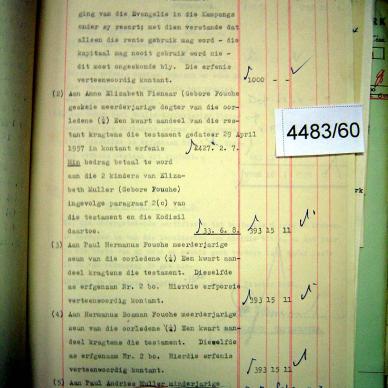 ging van die Evangelie in die Kampongs
onder sy resort; met dien verstande dat
alleen die rente gebruik mag word - die
kapitaal mag nooit gebruik word nie -
dit moet ongeskonde bly. Die erfenis
verteenwoordig kontant. 1000 - -
(2) Aan Anna Elizabeth Pienaar (Gebore Fouche)
geskeie meerderjarige dogter van die oor-
ledene (¼) Een kwart aandeel van die res-
tant kragtens die testament gedateer 29 April
1957 in kontant erfenis 2427. 2. 7.
Min bedrag betaal te word
aan die 2 kinders van Eliza-
beth Muller (Gebore Fouche)
ingevolge paragraaf 2(c) van
die testament en die Kodisil
daartoe. 33. 6. 8. 393 15 11
(3) Aan Paul Hermanus Fouche meerderjarige
seun van die oorledene (¼) Een kwart aan-
deel kragtens die testament. Dieselfde
as erfgenaam Nr. 2 bo. Hierdie erfporsie
verteenwoordig kontant. 393 15 11
(4) Aan Hermanus Bosman Fouche meerderjarige
seun van die oorledene (¼) Een kwart aan-
deel kragtens die testament. Dieselfde
as erfgenaam Nr. 2 bo. Hierdie erfenis
verteenwoordig kontant. 393 15 11
(5) Aan Paul Andries Muller minderjarige
4483/60